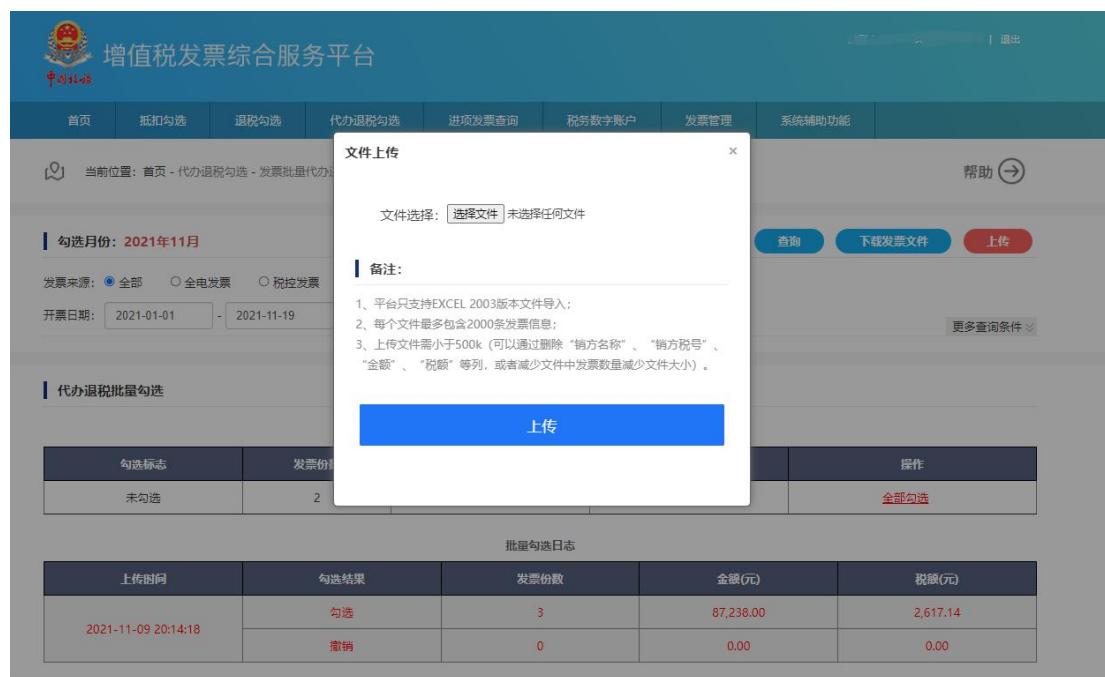 中国税务
增值税发票综合服务平台
| 退出
首页 抵扣勾选 退税勾选 代办退税勾选 进项发票查询 税务数字账户 发票管理 系统辅助功能
当前位置：首页 - 代办退税勾选 - 发票批量代办
帮助
文件上传 ×
文件选择： 选择文件 未选择任何文件
备注：
1、平台只支持EXCEL 2003版本文件导入；
2、每个文件最多包含2000条发票信息；
3、上传文件需小于500k（可以通过删除“销方名称”、“销方税号”、
“金额”、“税额”等列，或者减少文件中发票数量减少文件大小）。
上传
勾选月份：2021年11月
查询 下载发票文件 上传
发票来源： 全部 全电发票 税控发票
开票日期： 2021-01-01 - 2021-11-19
更多查询条件
代办退税批量勾选
勾选标志 发票份 操作
未勾选 2 全部勾选
批量勾选日志
上传时间 勾选结果 发票份数 金额(元) 税额(元)
2021-11-09 20:14:18 勾选 3 87,238.00 2,617.14
撤销 0 0.00 0.00